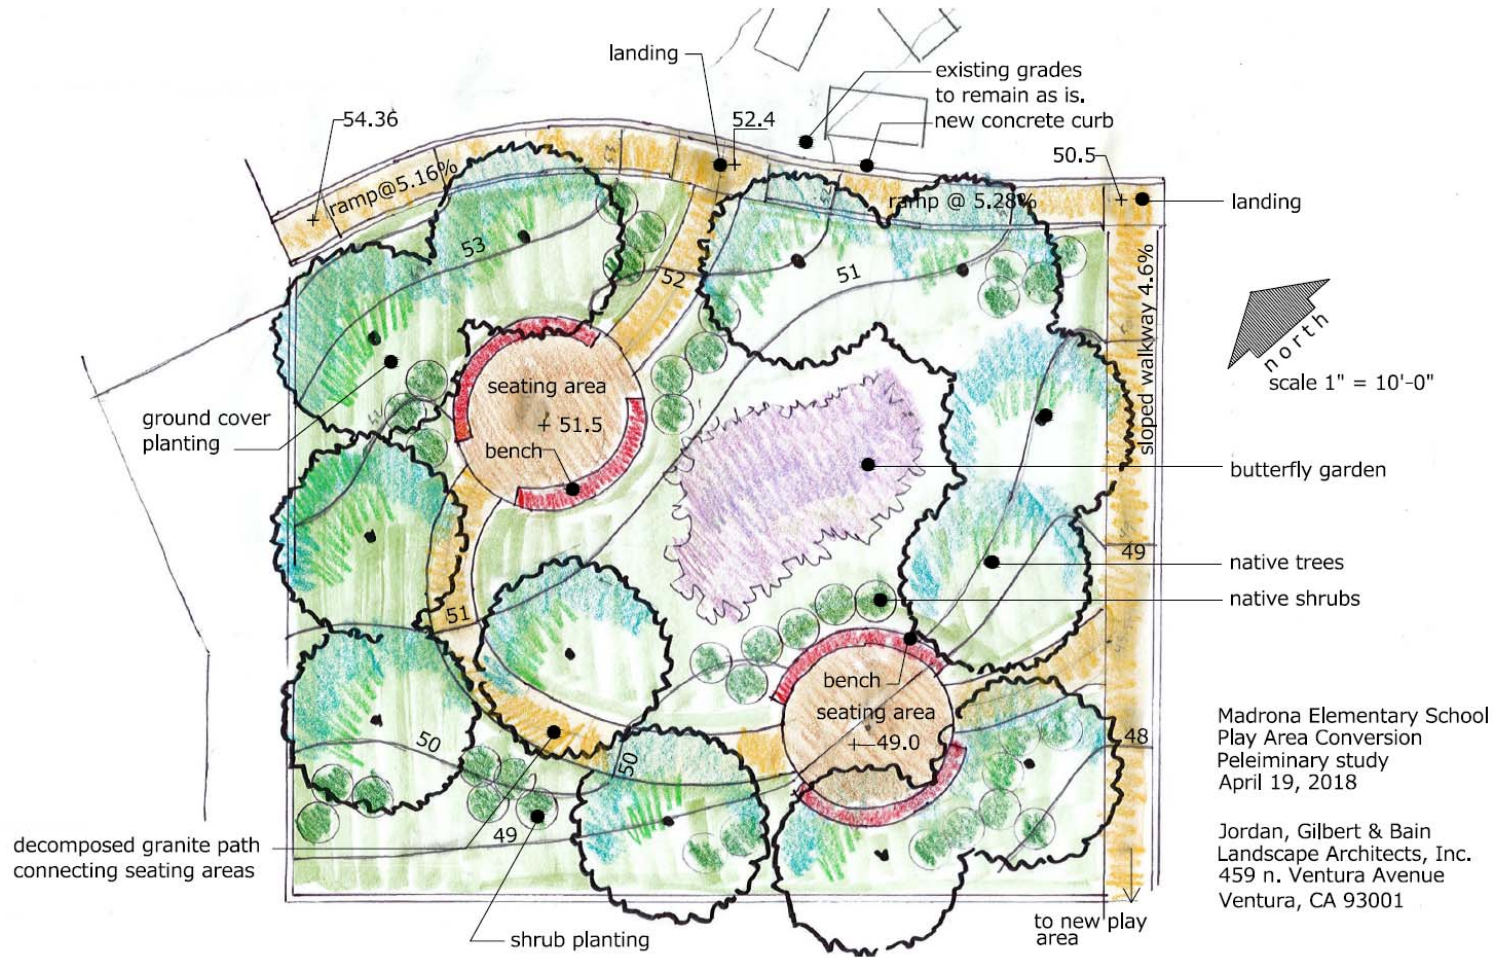 landing
existing grades
to remain as is.
new concrete curb
54.36
52.4
50.5
ramp@5.16%
ramp @ 5.28%
landing
53
52
51
sloped walkway 4.6%
north
scale 1" = 10'-0"
seating area
+ 51.5
bench
ground cover
planting
butterfly garden
49
native trees
native shrubs
51
bench
seating area
+ 49.0
50
50
48
49
Madrona Elementary School
Play Area Conversion
Peleiminary study
April 19, 2018
Jordan, Gilbert & Bain
Landscape Architects, Inc.
459 n. Ventura Avenue
Ventura, CA 93001
decomposed granite path
connecting seating areas
shrub planting
to new play
area